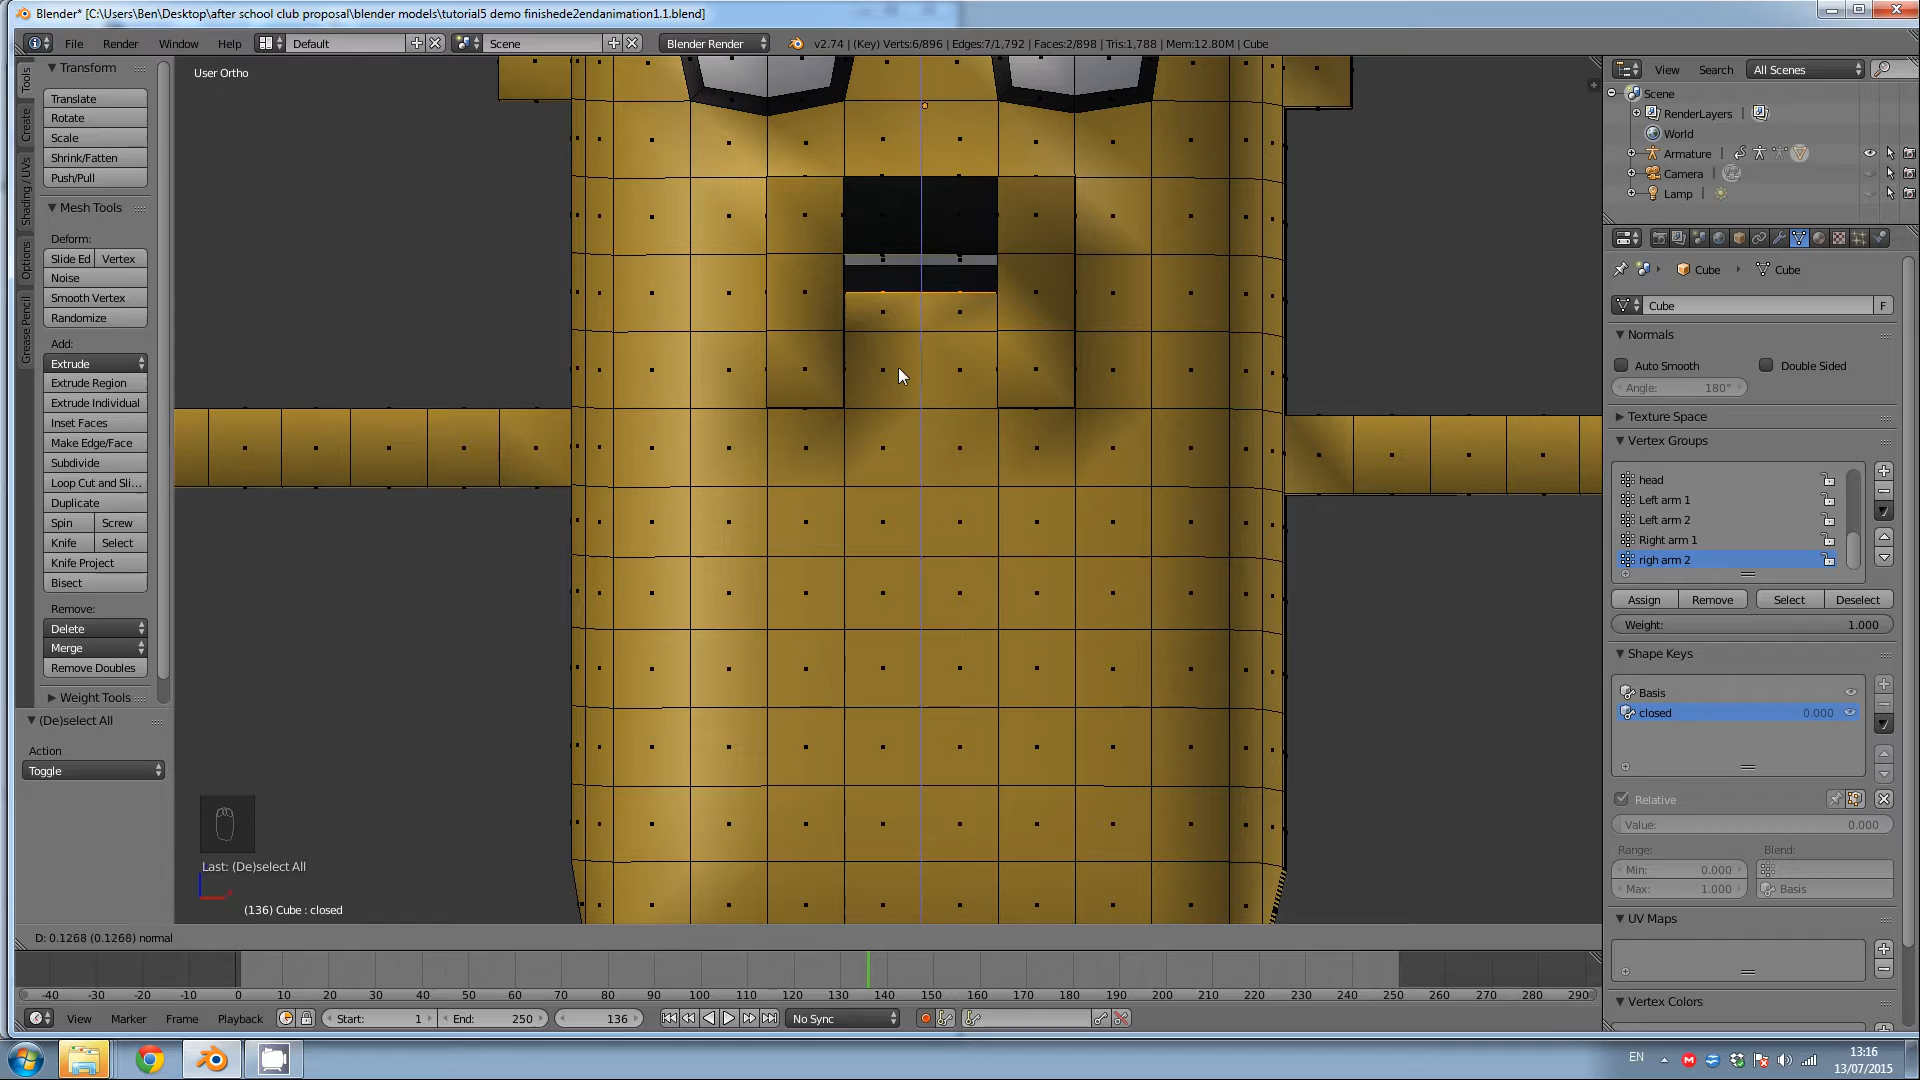 Blender* [C:\Users\Ben\Desktop\after school club proposal\blender models\tutorial5 demo finishede2endanimation1.1.blend]
File Render Window Help Default Scene Blender Render v2.74 | (Key) Verts:6/896 | Edges:7/1,792 | Faces:2/898 | Tris:1,788 | Mem:12.80M | Cube
User Ortho
Tools
Create
Shading / UVs
Options
Grease Pencil
Transform
Translate
Rotate
Scale
Shrink/Fatten
Push/Pull
Mesh Tools
Deform:
Slide Ed Vertex
Noise
Smooth Vertex
Randomize
Add:
Extrude
Extrude Region
Extrude Individual
Inset Faces
Make Edge/Face
Subdivide
Loop Cut and Sli...
Duplicate
Spin Screw
Knife Select
Knife Project
Bisect
Remove:
Delete
Merge
Remove Doubles
Weight Tools
(De)select All
Action
Toggle
Last: (De)select All
(136) Cube : closed
D: 0.1268 (0.1268) normal
View Search All Scenes
Scene
RenderLayers
World
Armature
Camera
Lamp
Cube Cube
Cube F
Normals
Auto Smooth Double Sided
Angle: 180°
Texture Space
Vertex Groups
head
Left arm 1
Left arm 2
Right arm 1
righ arm 2
Assign Remove Select Deselect
Weight: 1.000
Shape Keys
Basis
closed 0.000
Relative
Value: 0.000
Range: Blend:
Min: 0.000
Max: 1.000 Basis
UV Maps
Vertex Colors
-40 -30 -20 -10 0 10 20 30 40 50 60 70 80 90 100 110 120 130 140 150 160 170 180 190 200 210 220 230 240 250 260 270 280 290
View Marker Frame Playback Start: 1 End: 250 136 No Sync
EN 13:16
13/07/2015